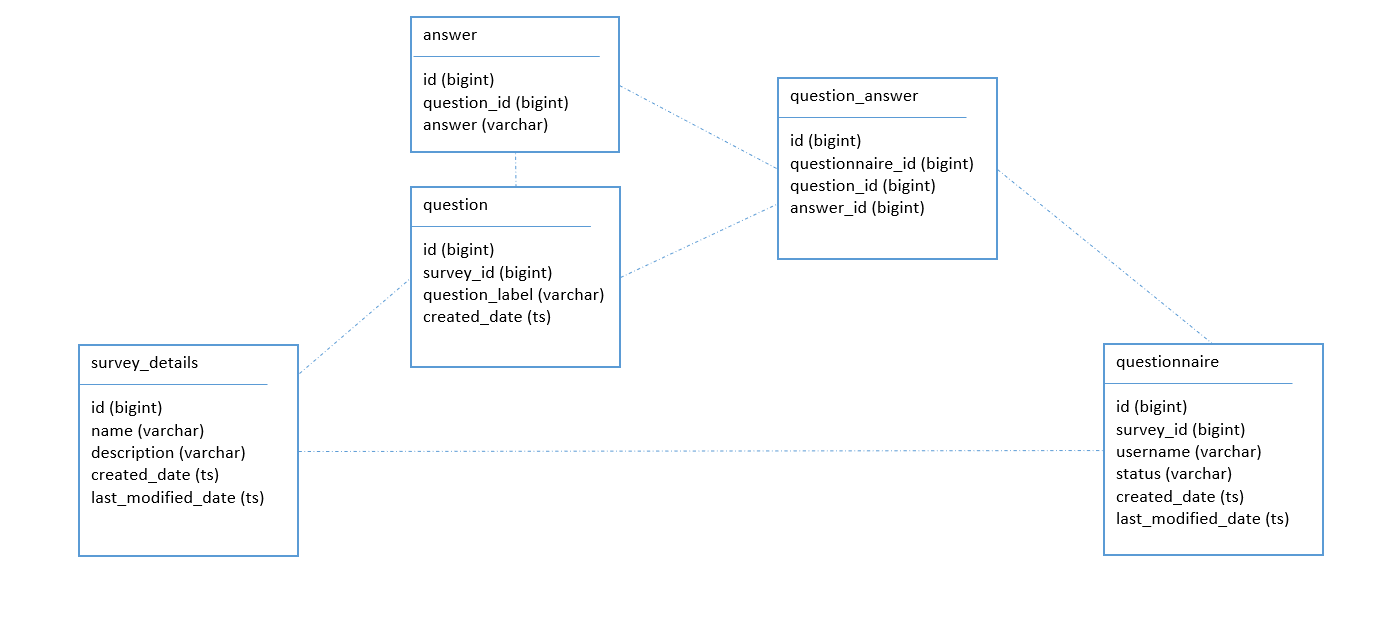 answer
id (bigint)
question_id (bigint)
answer (varchar)
question_answer
id (bigint)
questionnaire_id (bigint)
question_id (bigint)
answer_id (bigint)
question
id (bigint)
survey_id (bigint)
question_label (varchar)
created_date (ts)
survey_details
id (bigint)
name (varchar)
description (varchar)
created_date (ts)
last_modified_date (ts)
questionnaire
id (bigint)
survey_id (bigint)
username (varchar)
status (varchar)
created_date (ts)
last_modified_date (ts)